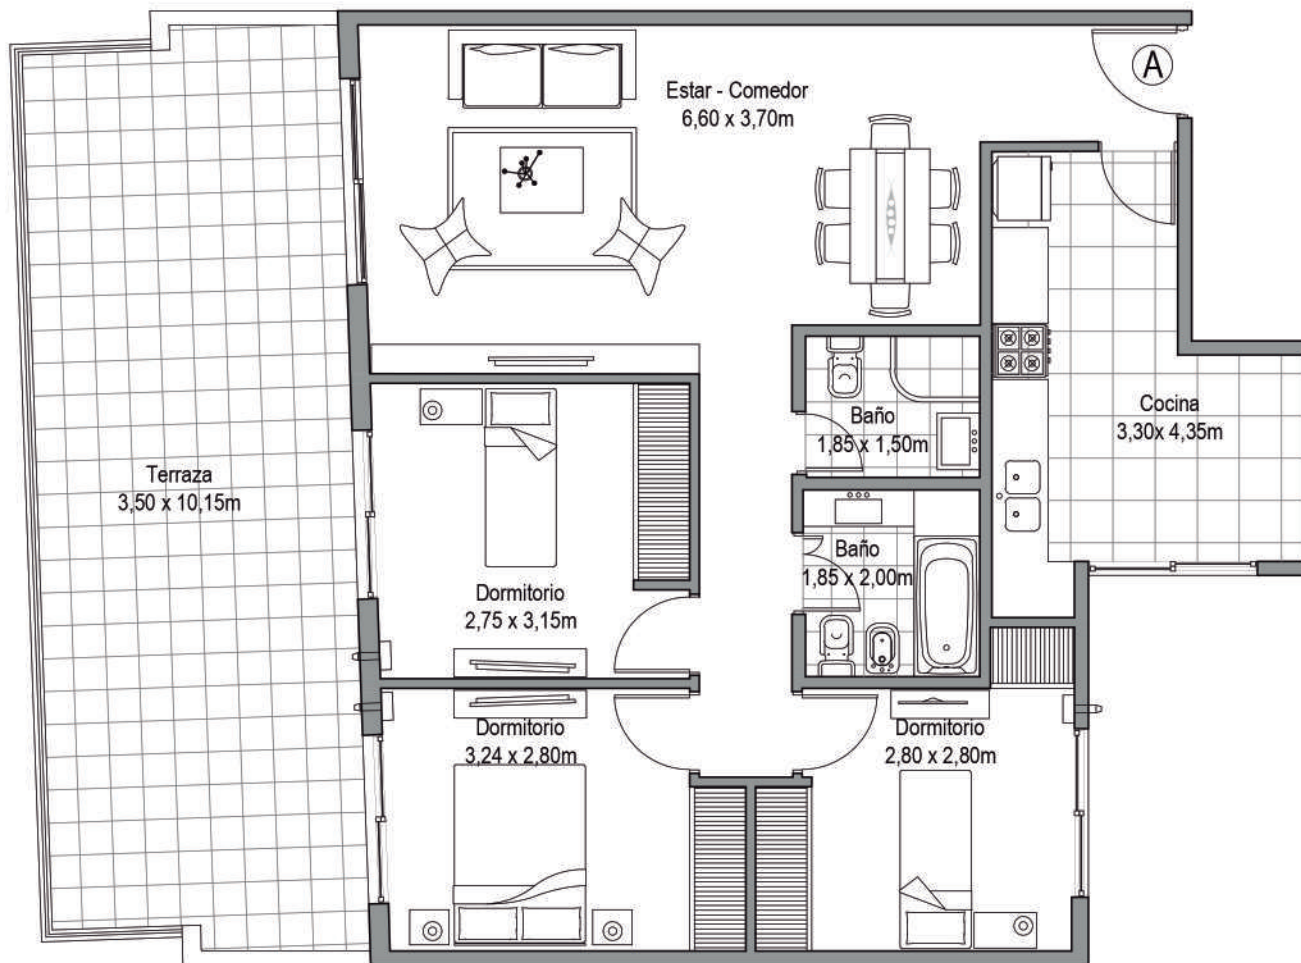 A
Estar - Comedor
6,60 x 3,70m
Cocina
3,30x 4,35m
Baño
1,85 x 1,50m
Terraza
3,50 x 10,15m
Baño
1,85 x 2,00m
Dormitorio
2,75 x 3,15m
Dormitorio
3,24 x 2,80m
Dormitorio
2,80 x 2,80m